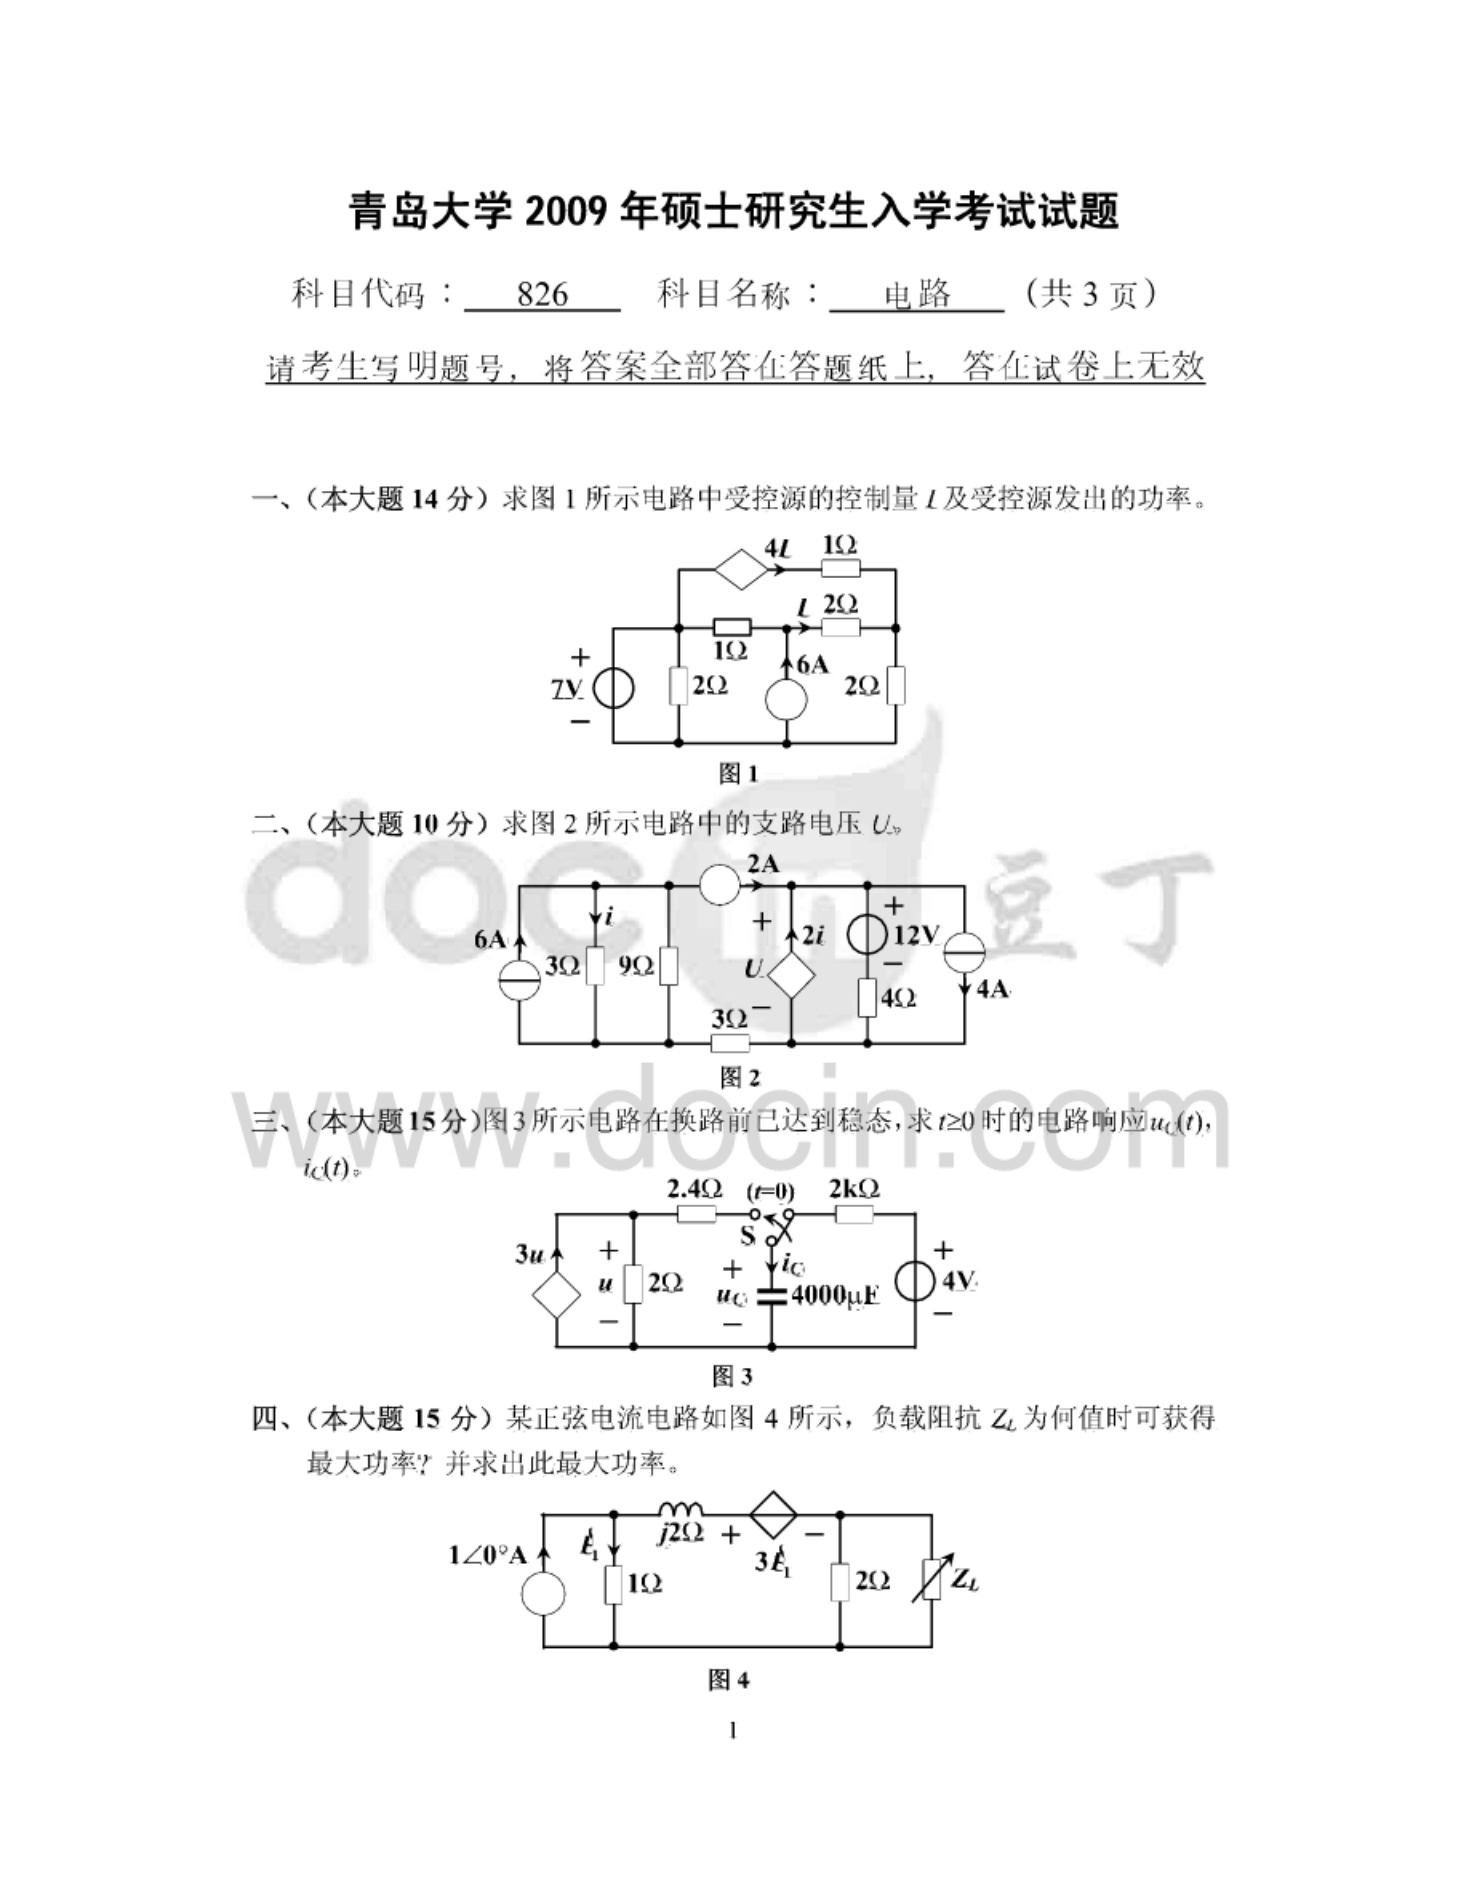 青岛大学 2009 年硕士研究生入学考试试题
科目代码： 826 科目名称： 电路 （共 3 页）
请考生写明题号，将答案全部答在答题纸上，答在试卷上无效
一、（本大题 14 分）求图 1 所示电路中受控源的控制量 I 及受控源发出的功率。
4I 1Ω
I 2Ω
1Ω
+
7V
−
2Ω
6A
2Ω
图 1
二、（本大题 10 分）求图 2 所示电路中的支路电压 U。
2A
6A
i
3Ω
9Ω
+
U
−
2i
+
12V
−
4Ω
4A
3Ω
图 2
三、（本大题15分）图3所示电路在换路前已达到稳态，求 t≥0 时的电路响应uC(t)，
iC(t)。
2.4Ω (t=0) 2kΩ
S
3u
+
u
−
2Ω
+
uC
−
iC
4000μF
+
4V
−
图 3
四、（本大题 15 分）某正弦电流电路如图 4 所示，负载阻抗 ZL 为何值时可获得
最大功率？并求出此最大功率。
1∠0°A
1Ω
j2Ω
+
−
2Ω
ZL
图 4
1
docin 豆丁
www.docin.com